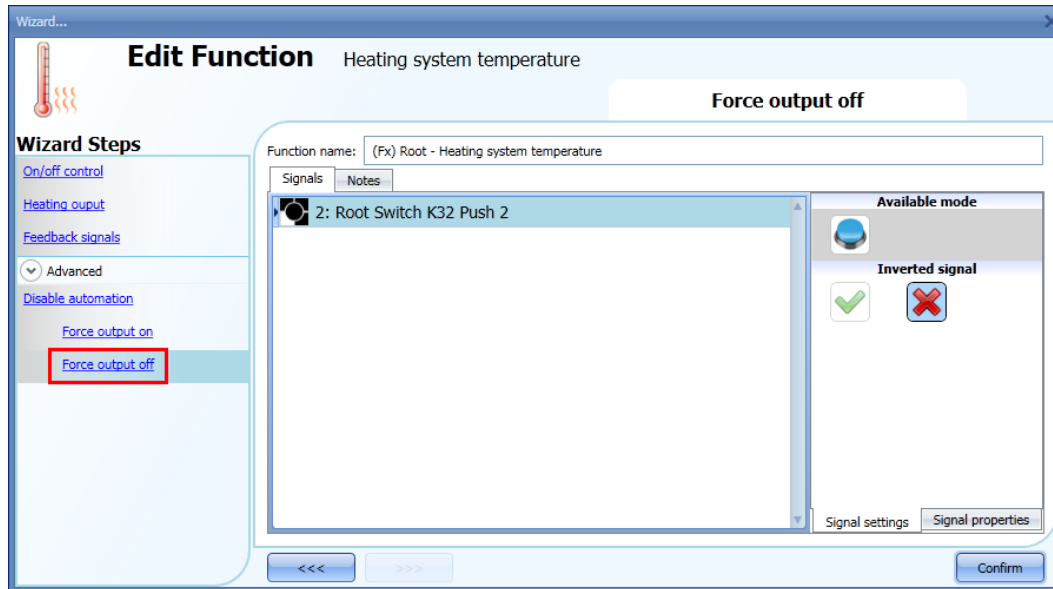 Wizard...
Edit Function Heating system temperature
Force output off
Wizard Steps
On/off control
Heating ouput
Feedback signals
Advanced
Disable automation
Force output on
Force output off
Function name: (Fx) Root - Heating system temperature
Signals Notes
2: Root Switch K32 Push 2
Available mode
Inverted signal
Signal settings Signal properties
<<< >>> Confirm